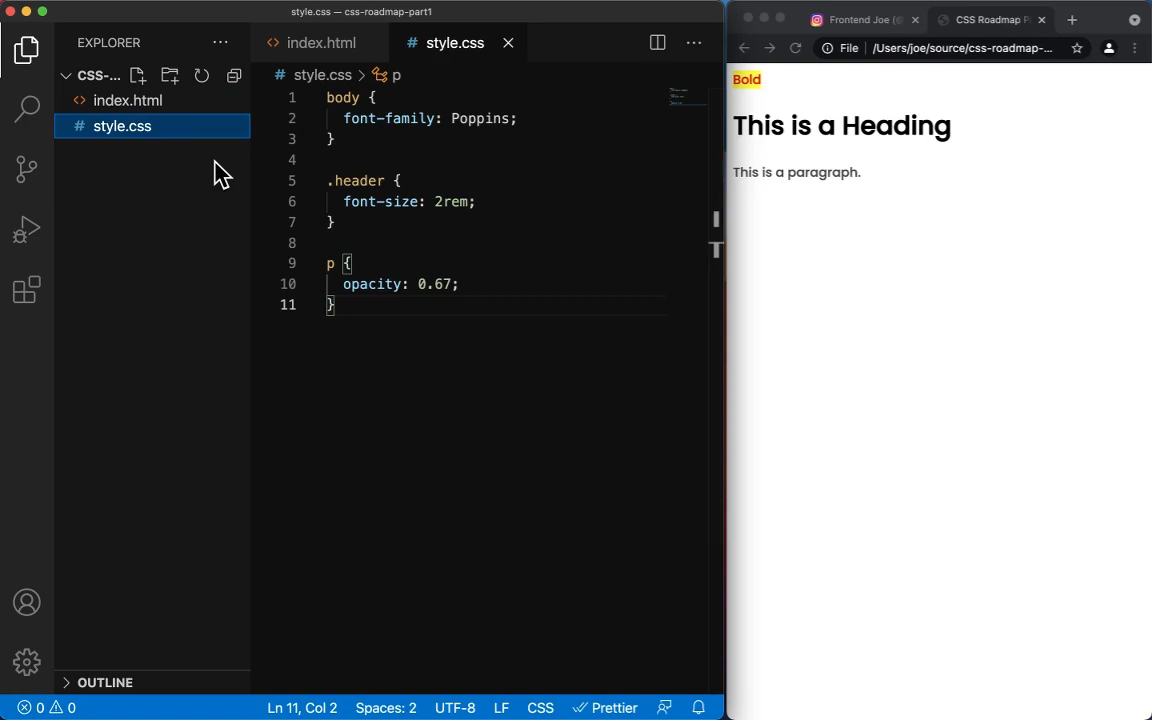 style.css — css-roadmap-part1
EXPLORER
CSS-...
index.html
style.css
OUTLINE
index.html
# style.css
# style.css > p
1 body {
2 font-family: Poppins;
3 }
4
5 .header {
6 font-size: 2rem;
7 }
8
9 p {
10 opacity: 0.67;
11 }
0 0
Ln 11, Col 2
Spaces: 2
UTF-8
LF
CSS
Prettier
Frontend Joe (@
CSS Roadmap P
File
/Users/joe/source/css-roadmap-...
Bold
This is a Heading
This is a paragraph.